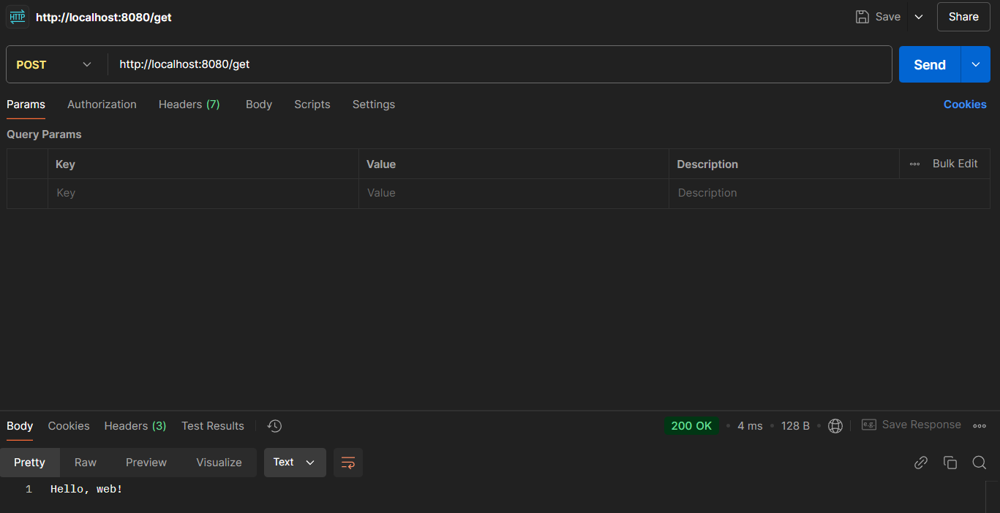 HTTP http://localhost:8080/get Save Share
POST http://localhost:8080/get Send
Params Authorization Headers (7) Body Scripts Settings Cookies
Query Params
Key Value Description Bulk Edit
Key Value Description
Body Cookies Headers (3) Test Results 200 OK 4 ms 128 B e.g. Save Response
Pretty Raw Preview Visualize Text
1 Hello, web!